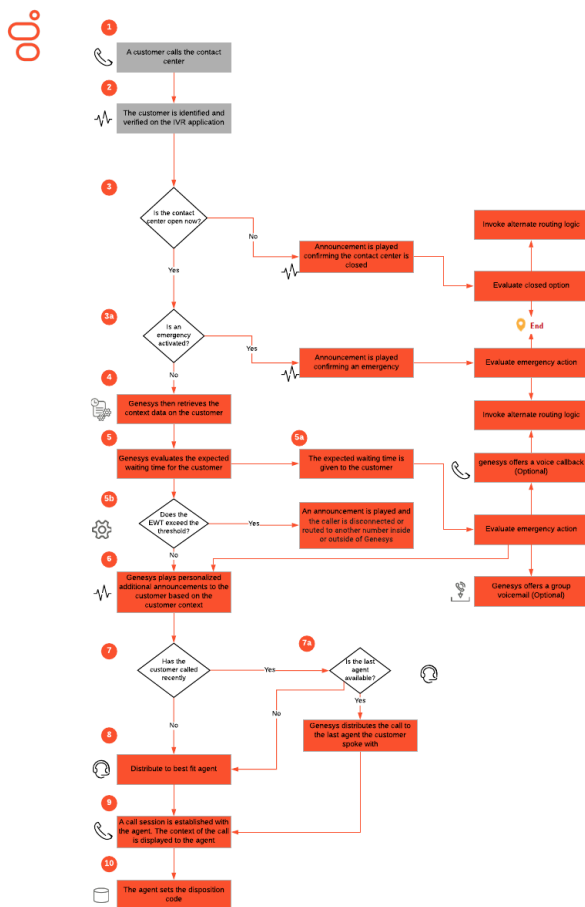 1
A customer calls the contact
center
2
The customer is identified and
verified on the IVR application
3
Is the contact
center open now?
No
Yes
Announcement is played
confirming the contact center is
closed
Invoke alternate routing logic
Evaluate closed option
End
3a
Is an
emergency
activated?
Yes
No
Announcement is played
confirming an emergency
Evaluate emergency action
Invoke alternate routing logic
4
Genesys then retrieves the
context data on the customer
5
Genesys evaluates the expected
waiting time for the customer
5a
The expected waiting time is
given to the customer
genesys offers a voice callback
(Optional)
5b
Does the
EWT exceed the
threshold?
Yes
No
An announcement is played and
the caller is disconnected or
routed to another number inside
or outside of Genesys
Evaluate emergency action
Genesys offers a group
voicemail (Optional)
6
Genesys plays personalized
additional announcements to the
customer based on the
customer context
7
Has the
customer called
recently
Yes
No
7a
Is the last
agent
available?
No
Yes
Genesys distributes the call to
the last agent the customer
spoke with
8
Distribute to best fit agent
9
A call session is established with
the agent. The context of the call
is displayed to the agent
10
The agent sets the disposition
code